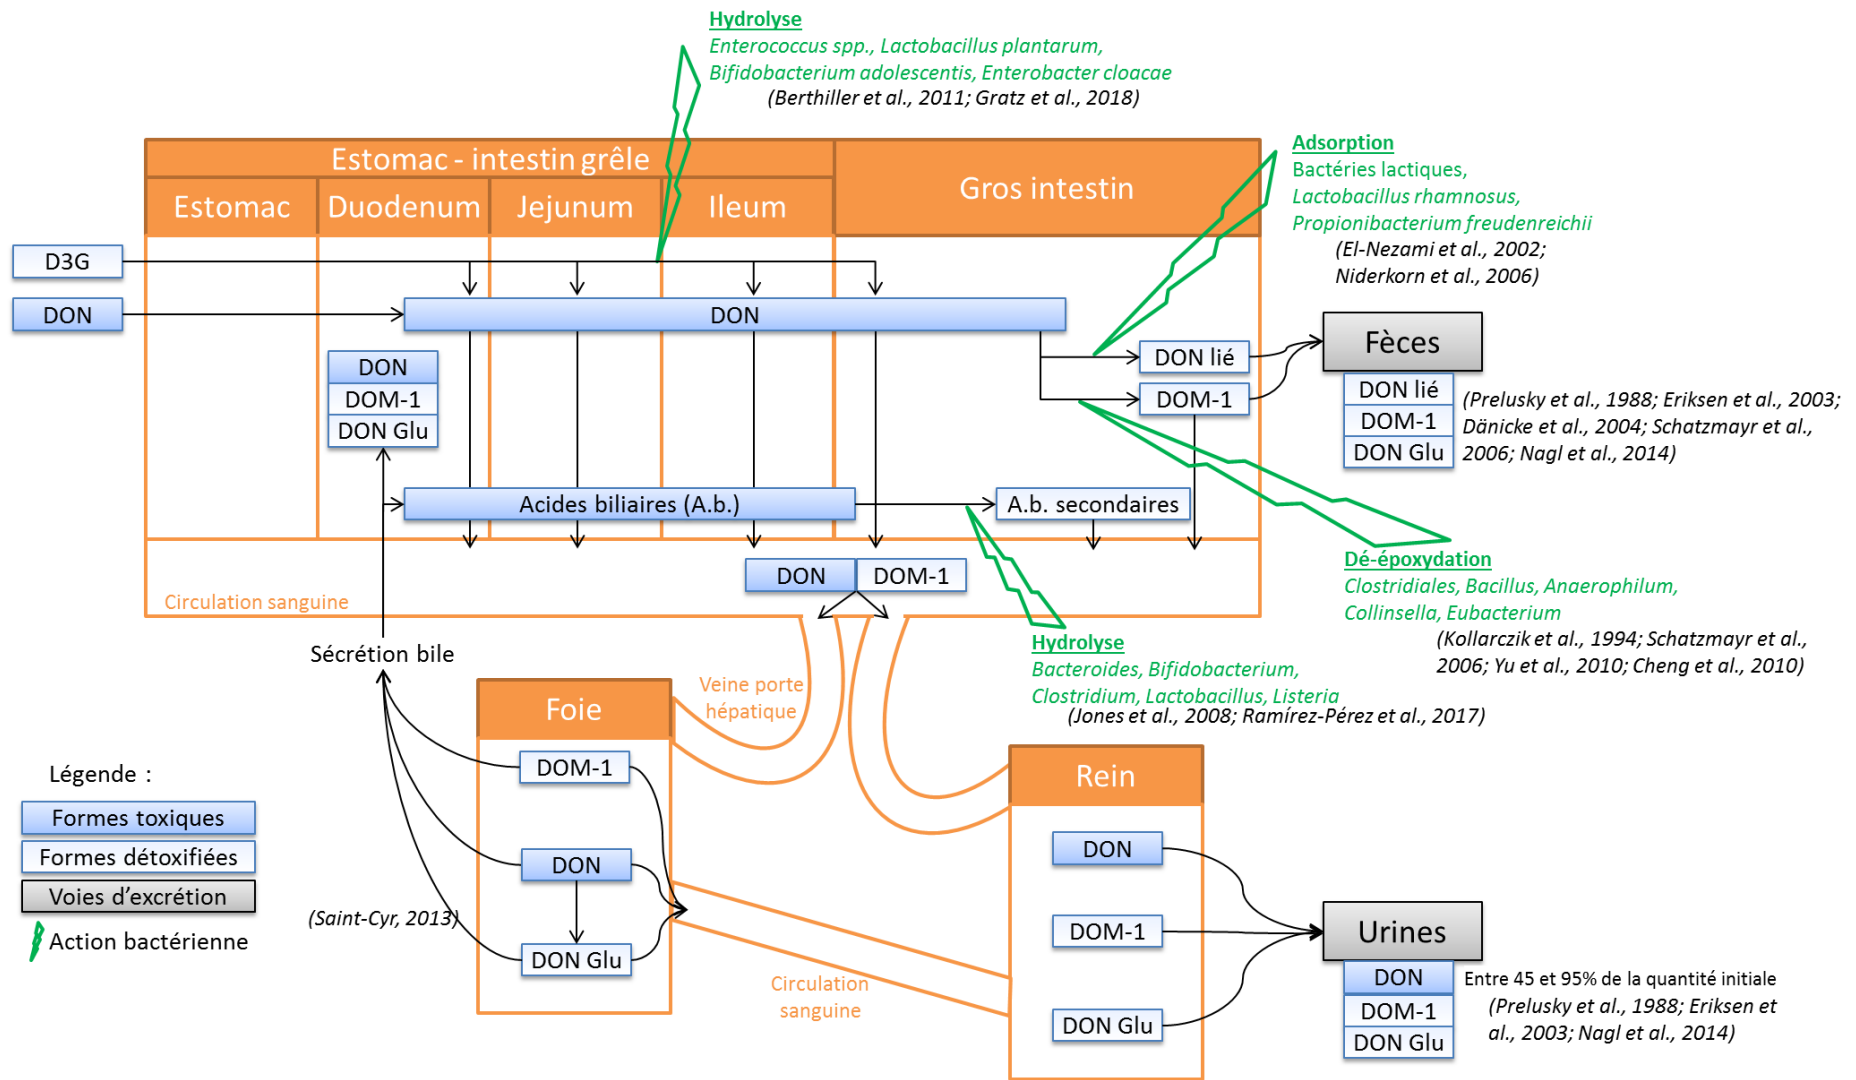 Hydrolyse
Enterococcus spp., Lactobacillus plantarum,
Bifidobacterium adolescentis, Enterobacter cloacae
(Berthiller et al., 2011; Gratz et al., 2018)
Estomac - intestin grêle
Gros intestin
Estomac
Duodenum
Jejunum
Ileum
Adsorption
Bactéries lactiques,
Lactobacillus rhamnosus,
Propionibacterium freudenreichii
(El-Nezami et al., 2002;
Niderkorn et al., 2006)
D3G
DON
DON
DON
DOM-1
DON Glu
DON lié
DOM-1
Fèces
DON lié
DOM-1
DON Glu
(Prelusky et al., 1988; Eriksen et al., 2003;
Dänicke et al., 2004; Schatzmayr et al.,
2006; Nagl et al., 2014)
Acides biliaires (A.b.)
A.b. secondaires
DON
DOM-1
Circulation sanguine
Dé-époxydation
Clostridiales, Bacillus, Anaerophilum,
Collinsella, Eubacterium
(Kollarczik et al., 1994; Schatzmayr et al.,
2006; Yu et al., 2010; Cheng et al., 2010)
Hydrolyse
Bacteroides, Bifidobacterium,
Clostridium, Lactobacillus, Listeria
(Jones et al., 2008; Ramírez-Pérez et al., 2017)
Sécrétion bile
Veine porte
hépatique
Foie
DOM-1
DON
DON Glu
(Saint-Cyr, 2013)
Circulation
sanguine
Rein
DON
DOM-1
DON Glu
Urines
DON
DOM-1
DON Glu
Entre 45 et 95% de la quantité initiale
(Prelusky et al., 1988; Eriksen et
al., 2003; Nagl et al., 2014)
Légende :
Formes toxiques
Formes détoxifiées
Voies d'excrétion
Action bactérienne